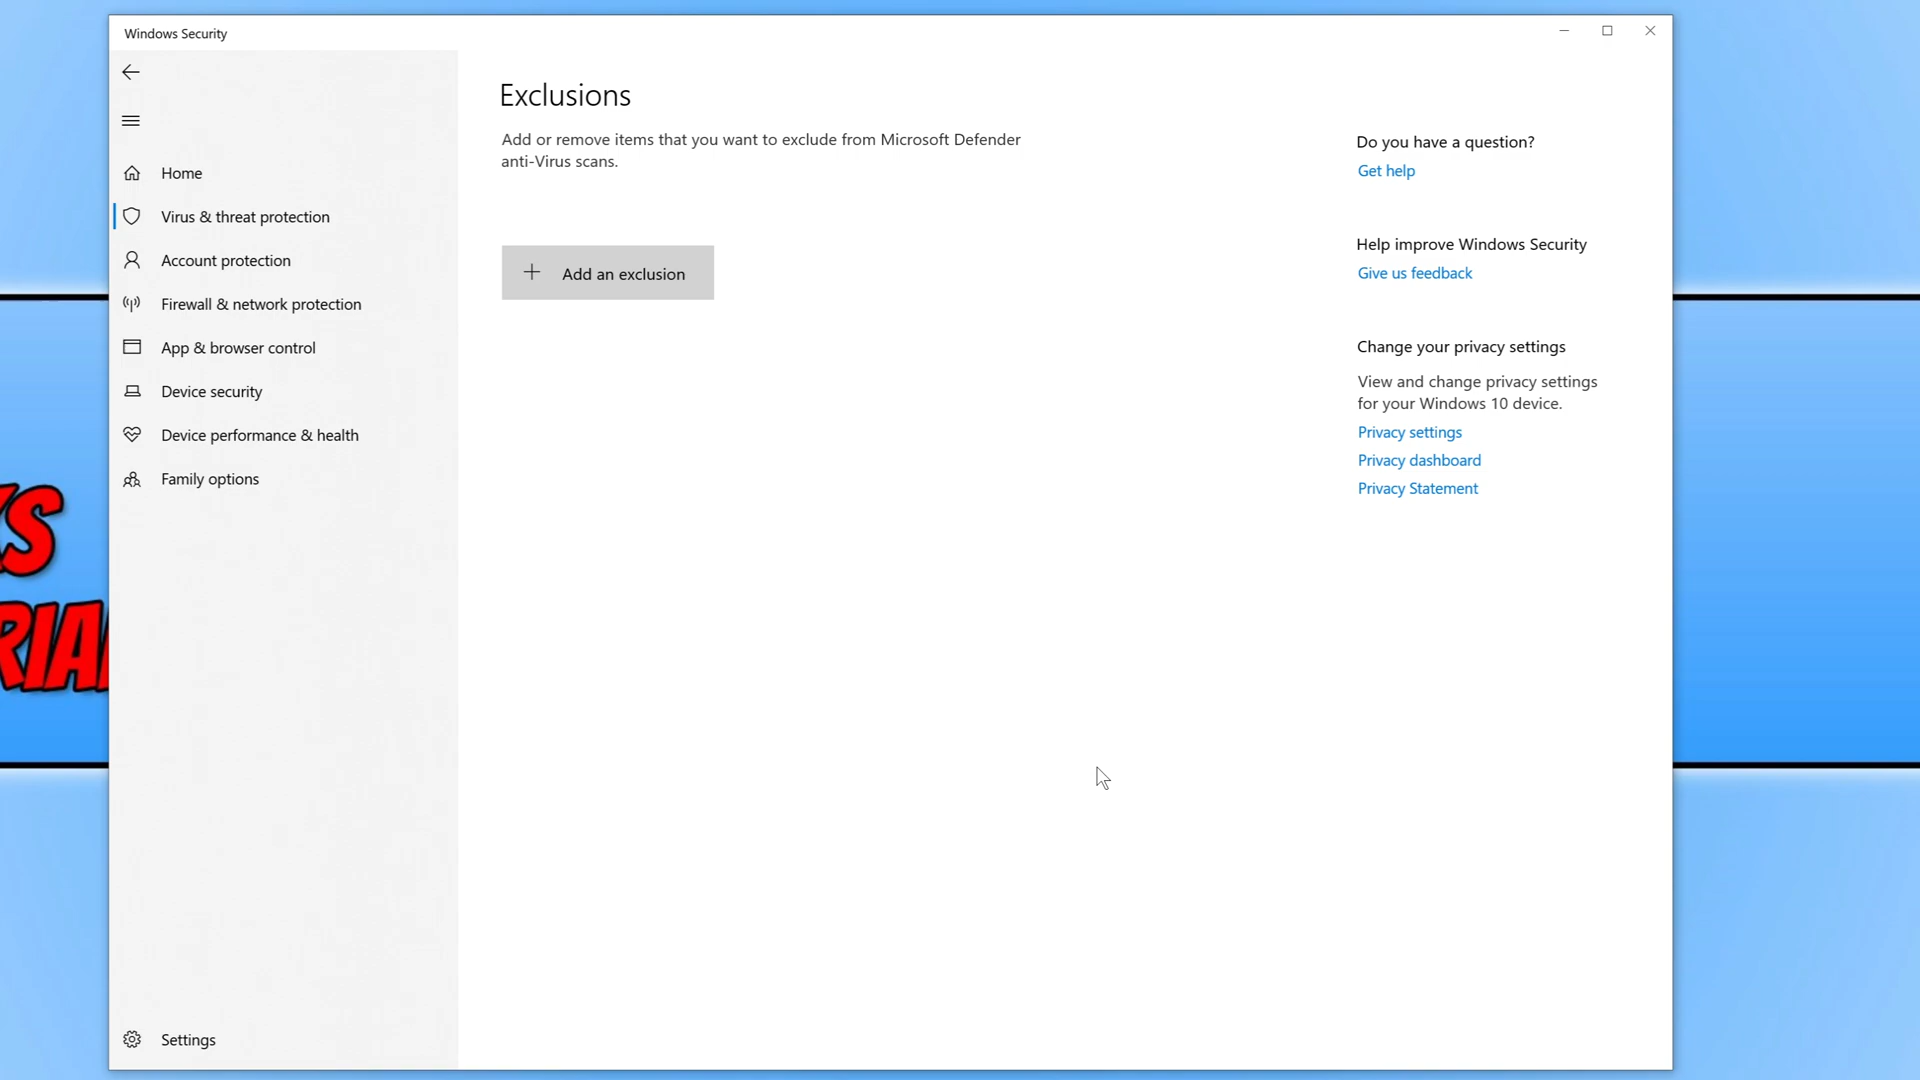 Windows Security
Home
Virus & threat protection
Account protection
Firewall & network protection
App & browser control
Device security
Device performance & health
Family options
Settings
Exclusions
Add or remove items that you want to exclude from Microsoft Defender
anti-Virus scans.
Add an exclusion
Do you have a question?
Get help
Help improve Windows Security
Give us feedback
Change your privacy settings
View and change privacy settings
for your Windows 10 device.
Privacy settings
Privacy dashboard
Privacy Statement